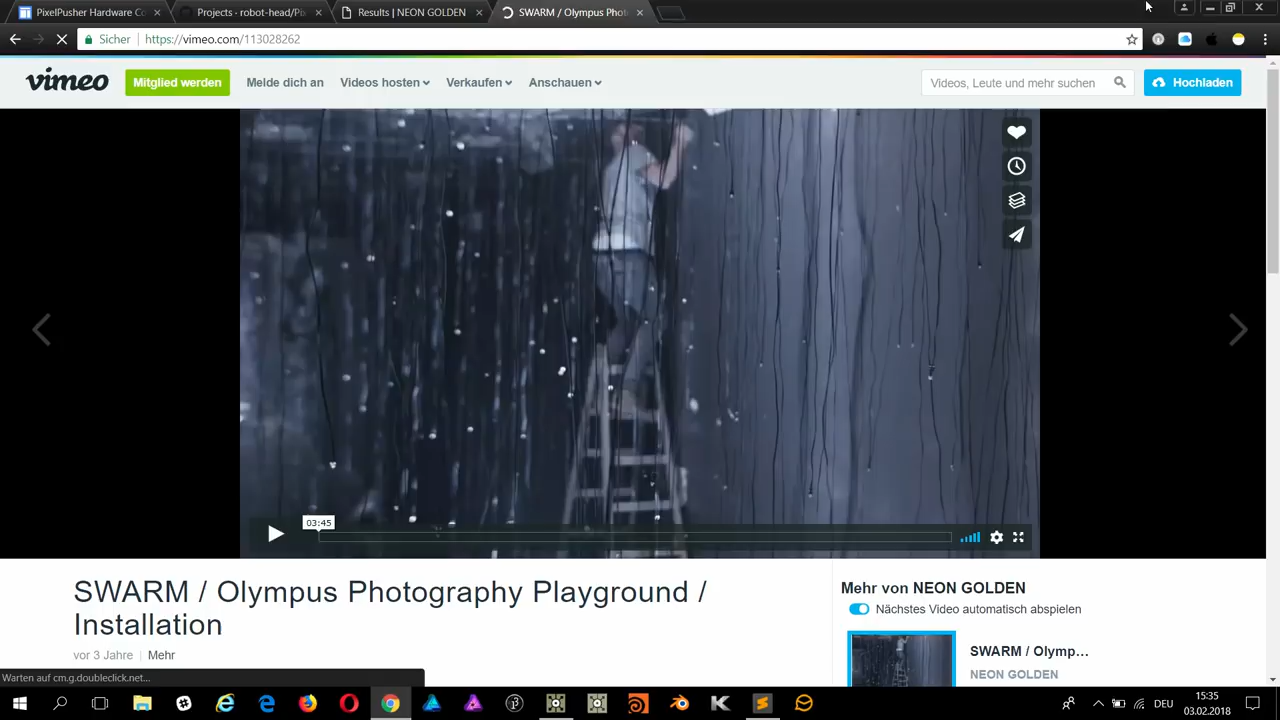 PixelPusher Hardware Co
Projects - robot-head/Pi
Results | NEON GOLDEN
SWARM / Olympus Phot
Sicher
https://vimeo.com/113028262
vimeo
Mitglied werden
Melde dich an
Videos hosten
Verkaufen
Anschauen
Videos, Leute und mehr suchen
Hochladen
03:45
SWARM / Olympus Photography Playground /
Installation
vor 3 Jahre
Mehr
Mehr von NEON GOLDEN
Nächstes Video automatisch abspielen
SWARM / Olymp...
NEON GOLDEN
Warten auf cm.g.doubleclick.net...
DEU
15:35
03.02.2018